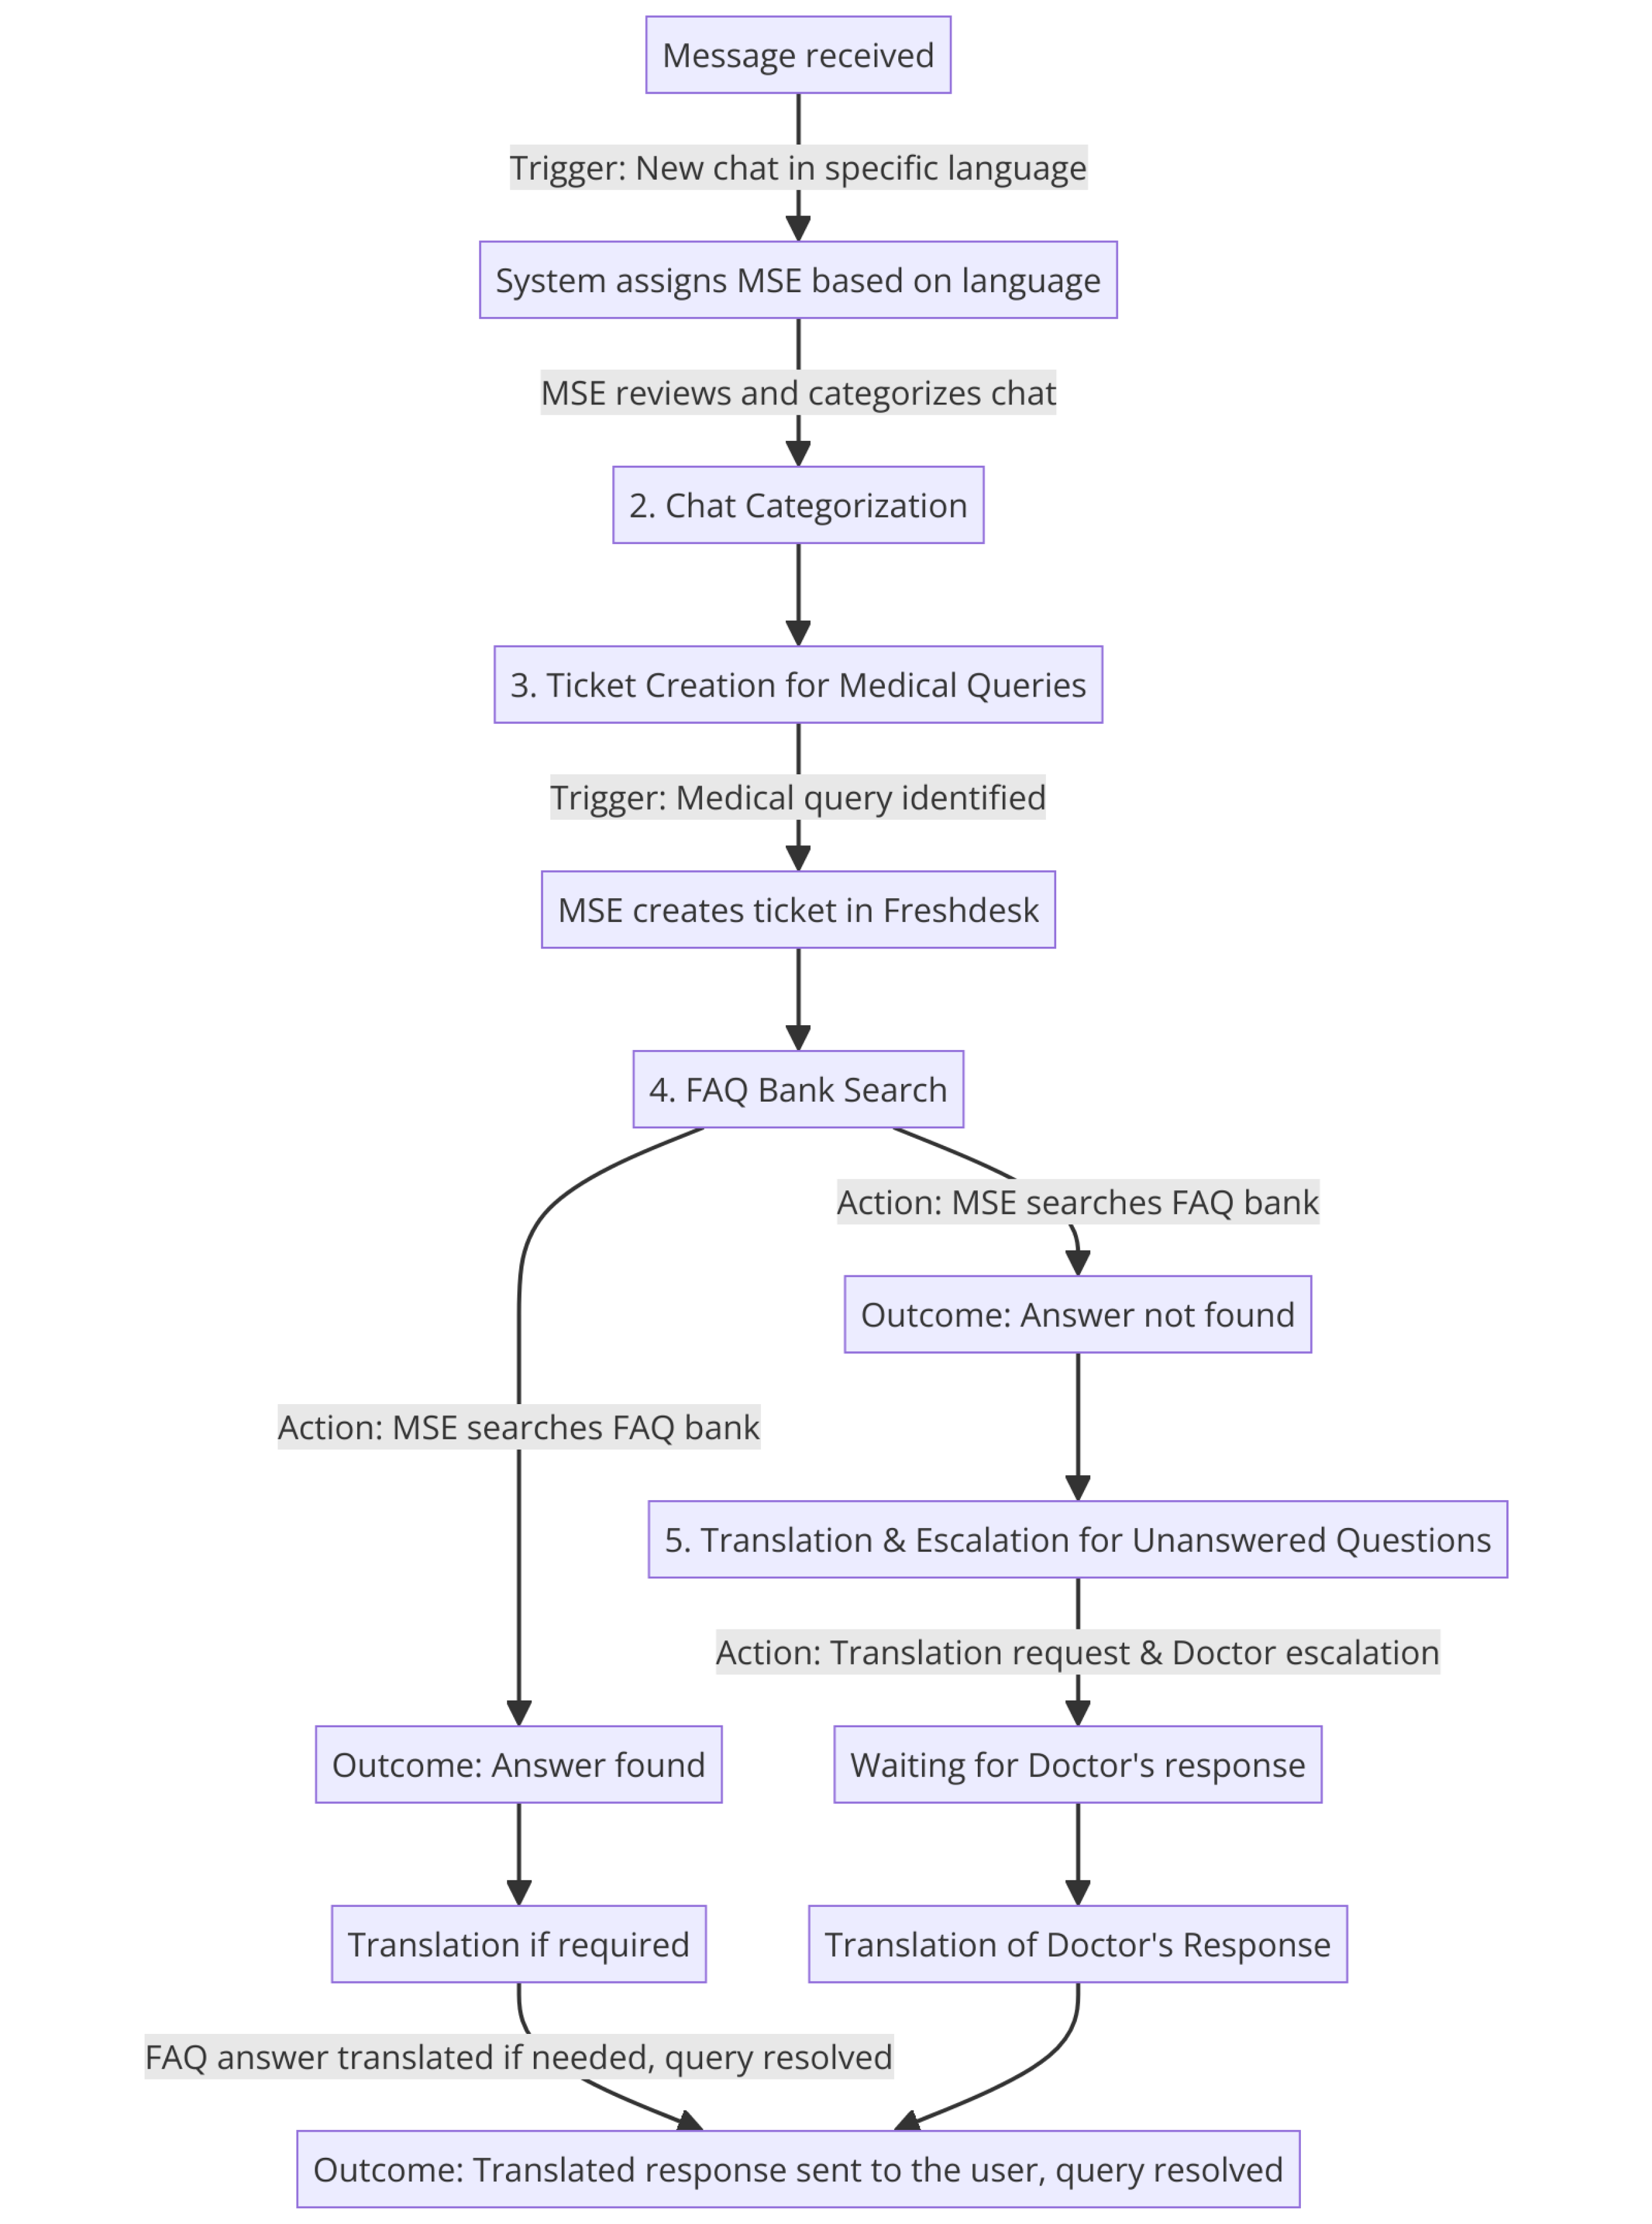 Message received
Trigger: New chat in specific language
System assigns MSE based on language
MSE reviews and categorizes chat
2. Chat Categorization
3. Ticket Creation for Medical Queries
Trigger: Medical query identified
MSE creates ticket in Freshdesk
4. FAQ Bank Search
Action: MSE searches FAQ bank
Outcome: Answer not found
Action: MSE searches FAQ bank
5. Translation & Escalation for Unanswered Questions
Action: Translation request & Doctor escalation
Outcome: Answer found
Waiting for Doctor's response
Translation if required
Translation of Doctor's Response
FAQ answer translated if needed, query resolved
Outcome: Translated response sent to the user, query resolved